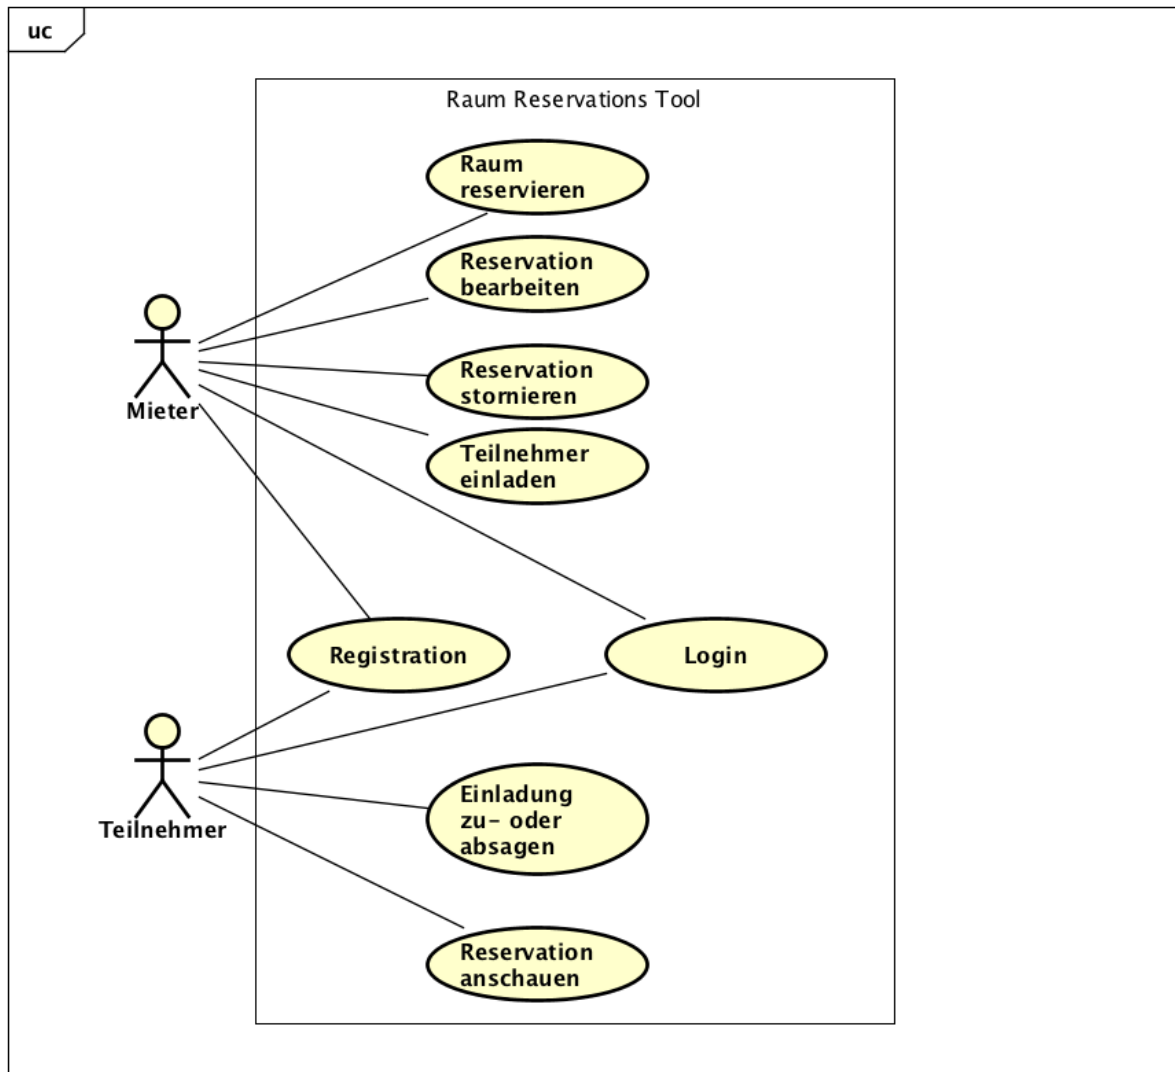 uc
Raum Reservations Tool
Raum
reservieren
Reservation
bearbeiten
Reservation
stornieren
Mieter
Teilnehmer
einladen
Registration
Login
Einladung
zu- oder
absagen
Teilnehmer
Reservation
anschauen